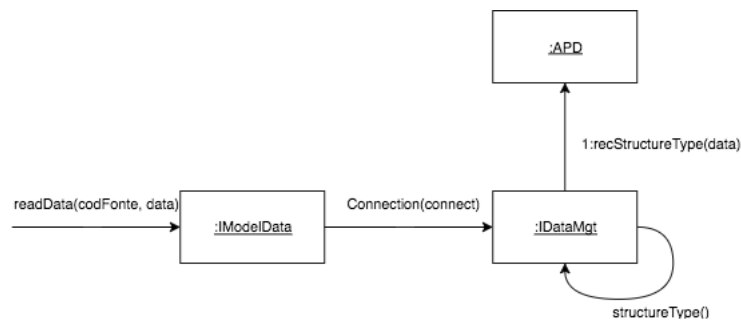 :APD
1:recStructureType(data)
readData(codFonte, data)
Connection(connect)
:IModelData
:IDataMgt
structureType()